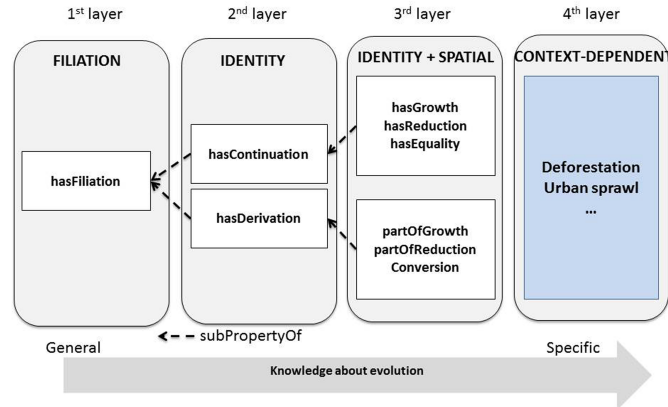 1st layer
2nd layer
3rd layer
4th layer
FILIATION
IDENTITY
IDENTITY + SPATIAL
CONTEXT-DEPENDENT
hasFiliation
hasContinuation
hasDerivation
hasGrowth
hasReduction
hasEquality
partOfGrowth
partOfReduction
Conversion
Deforestation
Urban sprawl
...
subPropertyOf
General
Specific
Knowledge about evolution